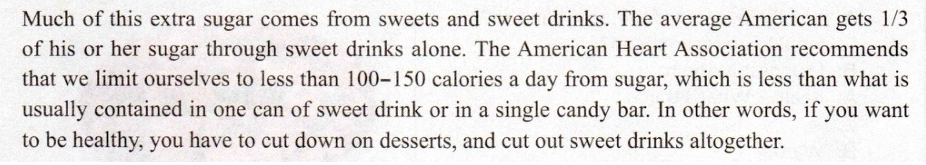 Much of this extra sugar comes from sweets and sweet drinks. The average American gets 1/3
of his or her sugar through sweet drinks alone. The American Heart Association recommends
that we limit ourselves to less than 100–150 calories a day from sugar, which is less than what is
usually contained in one can of sweet drink or in a single candy bar. In other words, if you want
to be healthy, you have to cut down on desserts, and cut out sweet drinks altogether.